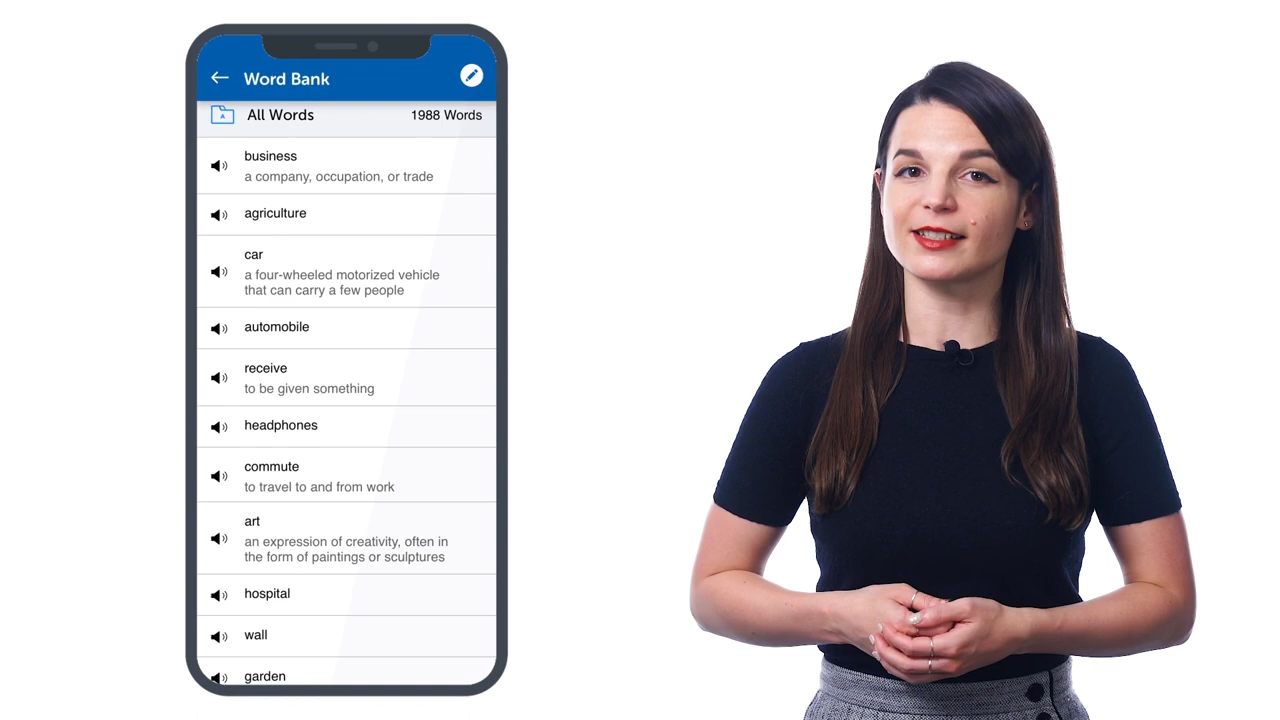 Word Bank
All Words 1988 Words
business
a company, occupation, or trade
agriculture
car
a four-wheeled motorized vehicle
that can carry a few people
automobile
receive
to be given something
headphones
commute
to travel to and from work
art
an expression of creativity, often in
the form of paintings or sculptures
hospital
wall
garden